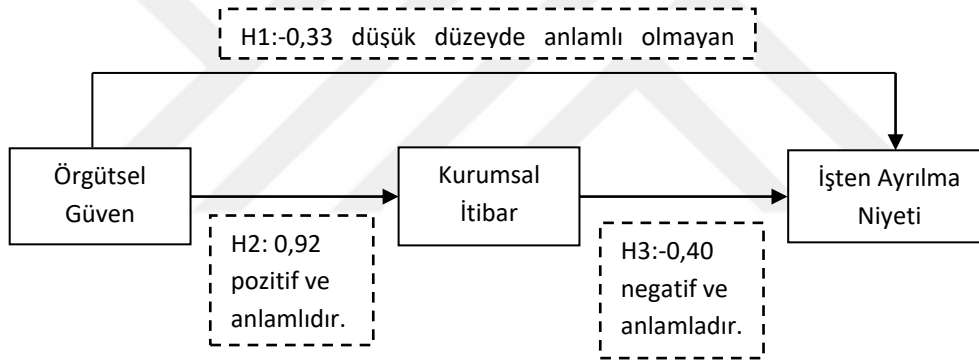 H1:-0,33 düşük düzeyde anlamlı olmayan
Örgütsel
Güven
Kurumsal
İtibar
İşten Ayrılma
Niyeti
H2: 0,92
pozitif ve
anlamlıdır.
H3:-0,40
negatif ve
anlamladır.